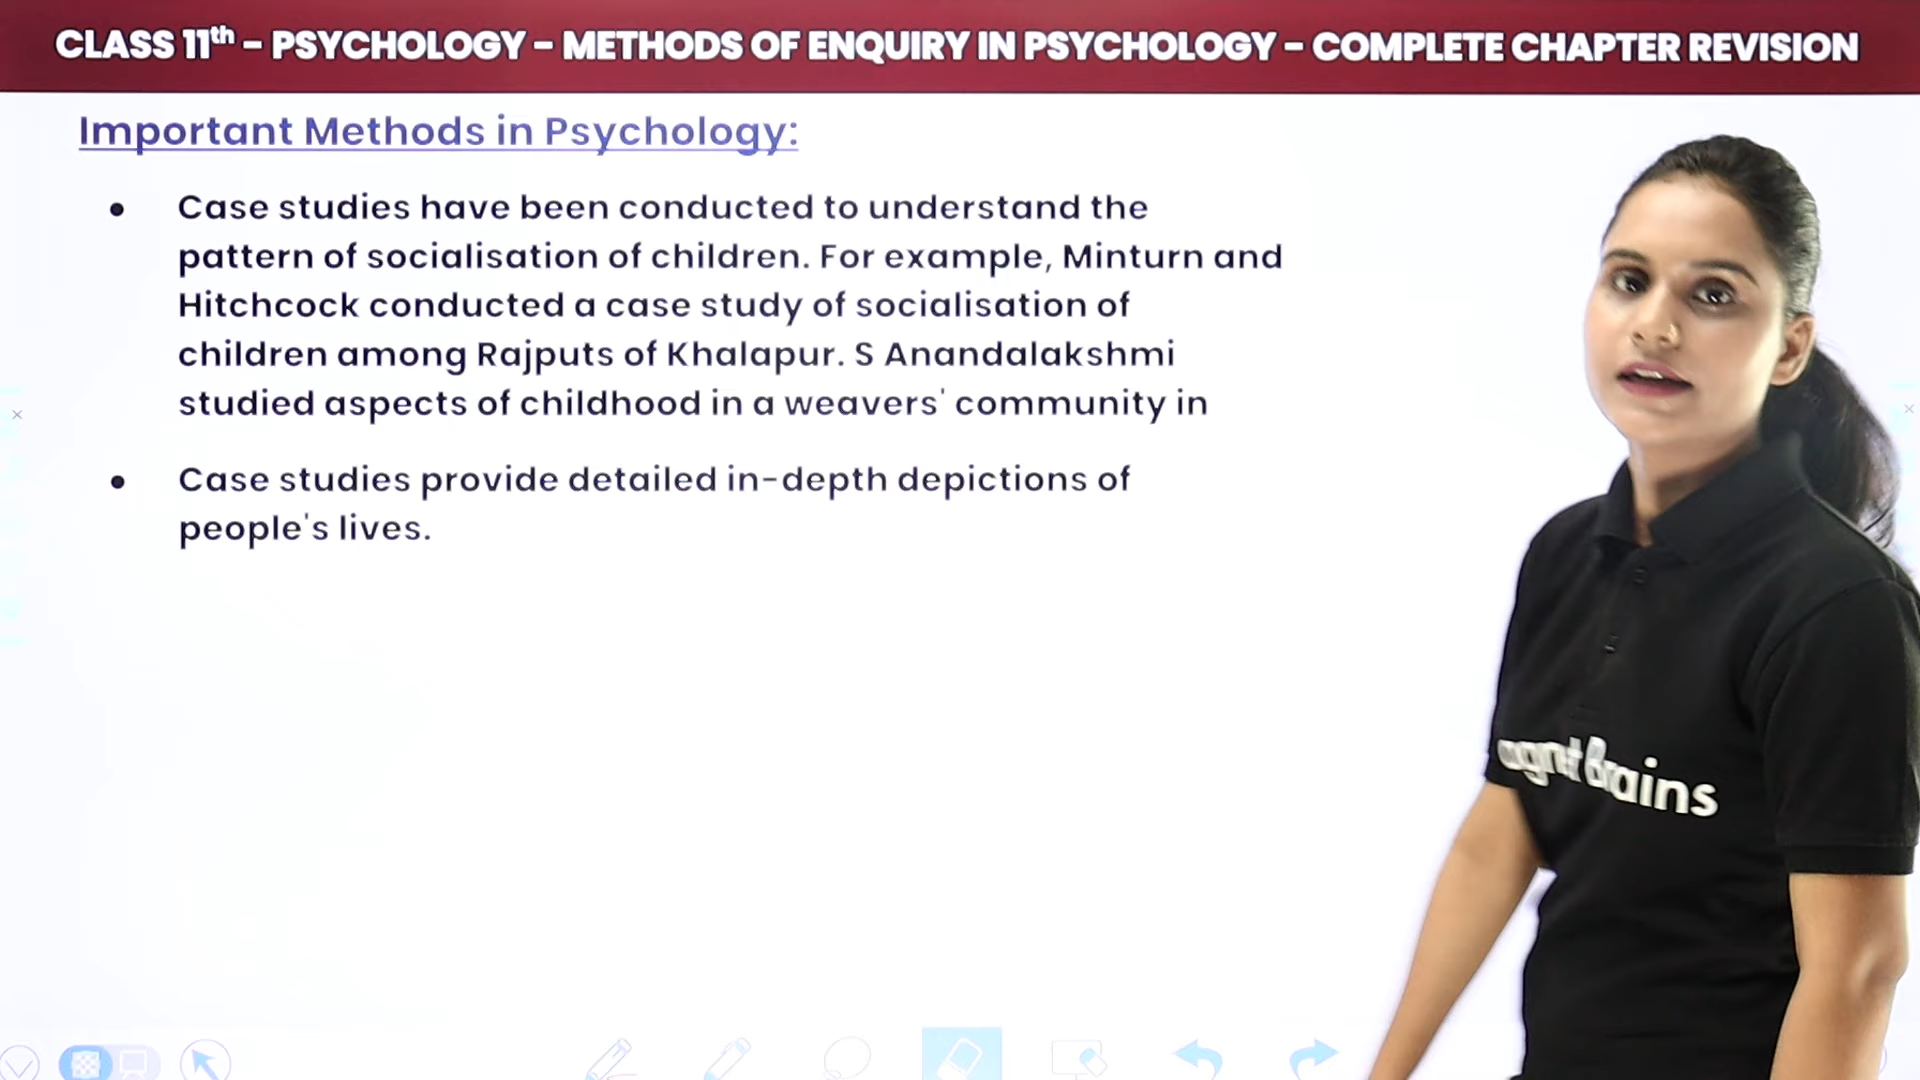 CLASS 11th – PSYCHOLOGY – METHODS OF ENQUIRY IN PSYCHOLOGY – COMPLETE CHAPTER REVISION
Important Methods in Psychology:
• Case studies have been conducted to understand the
pattern of socialisation of children. For example, Minturn and
Hitchcock conducted a case study of socialisation of
children among Rajputs of Khalapur. S Anandalakshmi
studied aspects of childhood in a weavers' community in
• Case studies provide detailed in-depth depictions of
people's lives.
agnet Brains